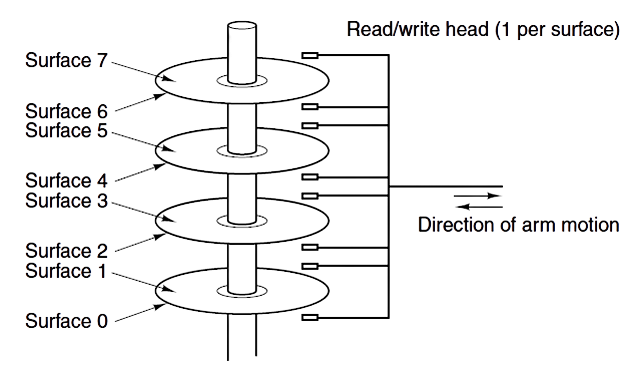 Read/write head (1 per surface)
Surface 7
Surface 6
Surface 5
Surface 4
Surface 3
Direction of arm motion
Surface 2
Surface 1
Surface 0